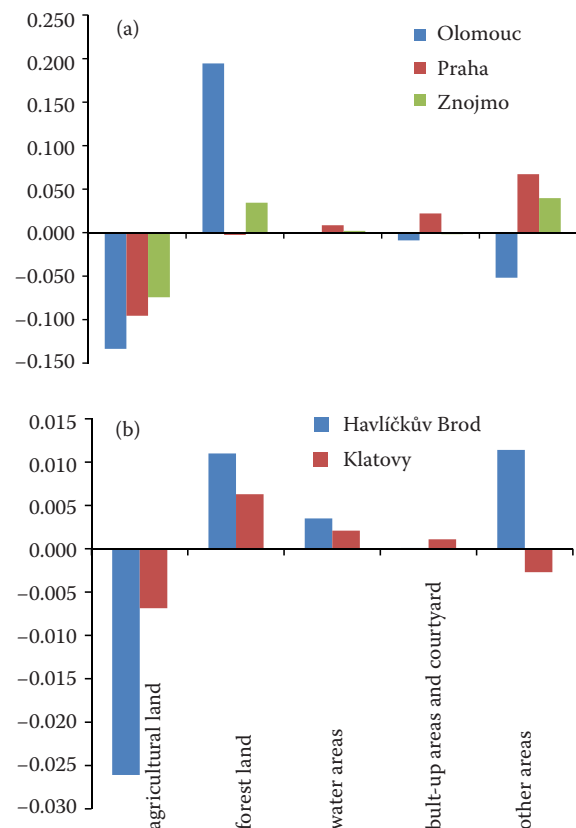 0.250
(a)
Olomouc
0.200
Praha
0.150
Znojmo
0.100
0.050
0.000
−0.050
−0.100
−0.150
0.015
(b)
Havlíčkův Brod
0.010
Klatovy
0.005
0.000
−0.005
−0.010
−0.015
−0.020
−0.025
−0.030
agricultural land
forest land
water areas
bult-up areas and courtyard
other areas